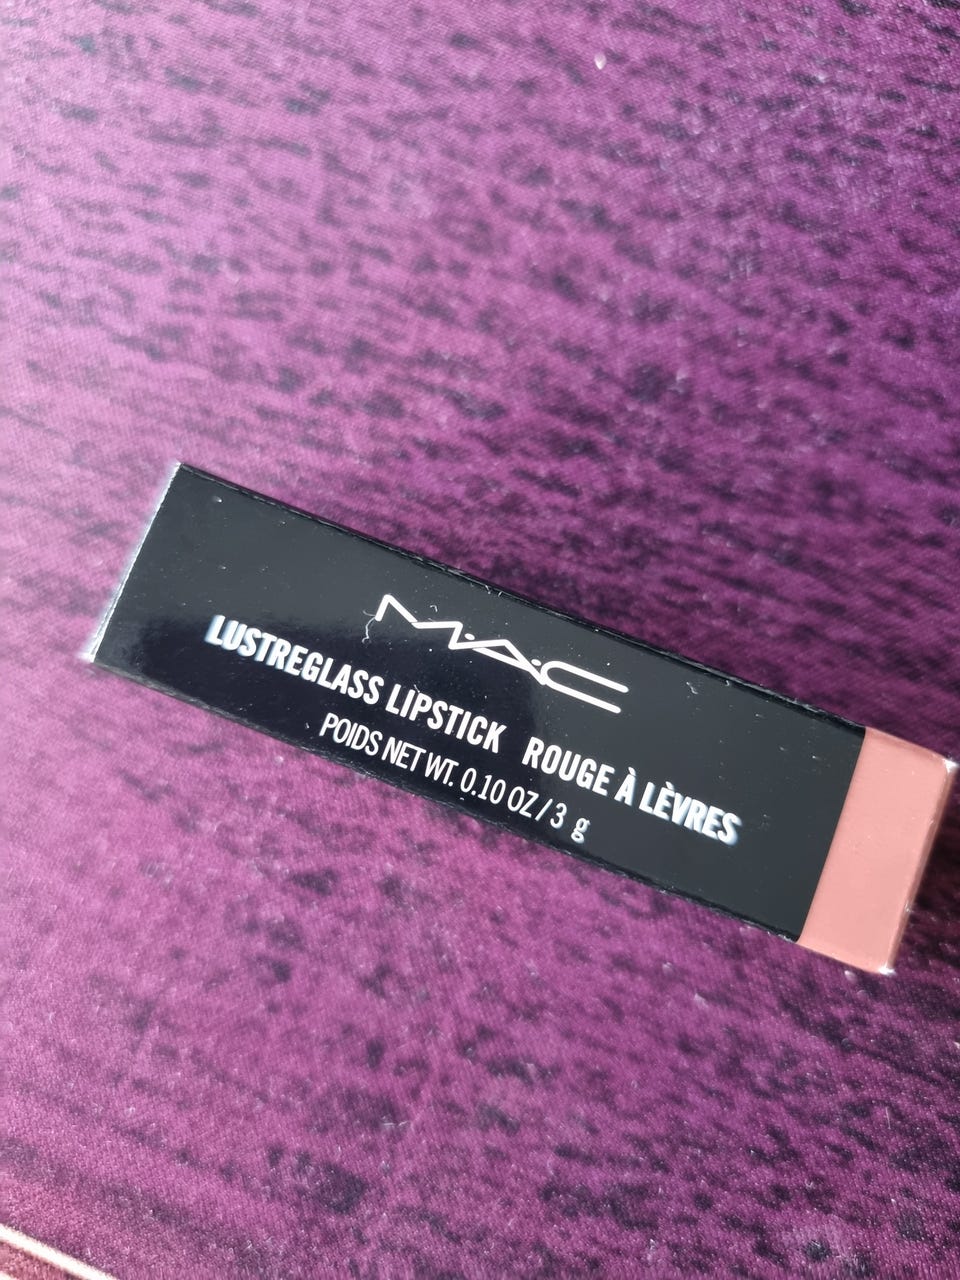 M·A·C
LUSTREGLASS LIPSTICK ROUGE À LÈVRES
POIDS NET WT. 0.10 OZ / 3 g